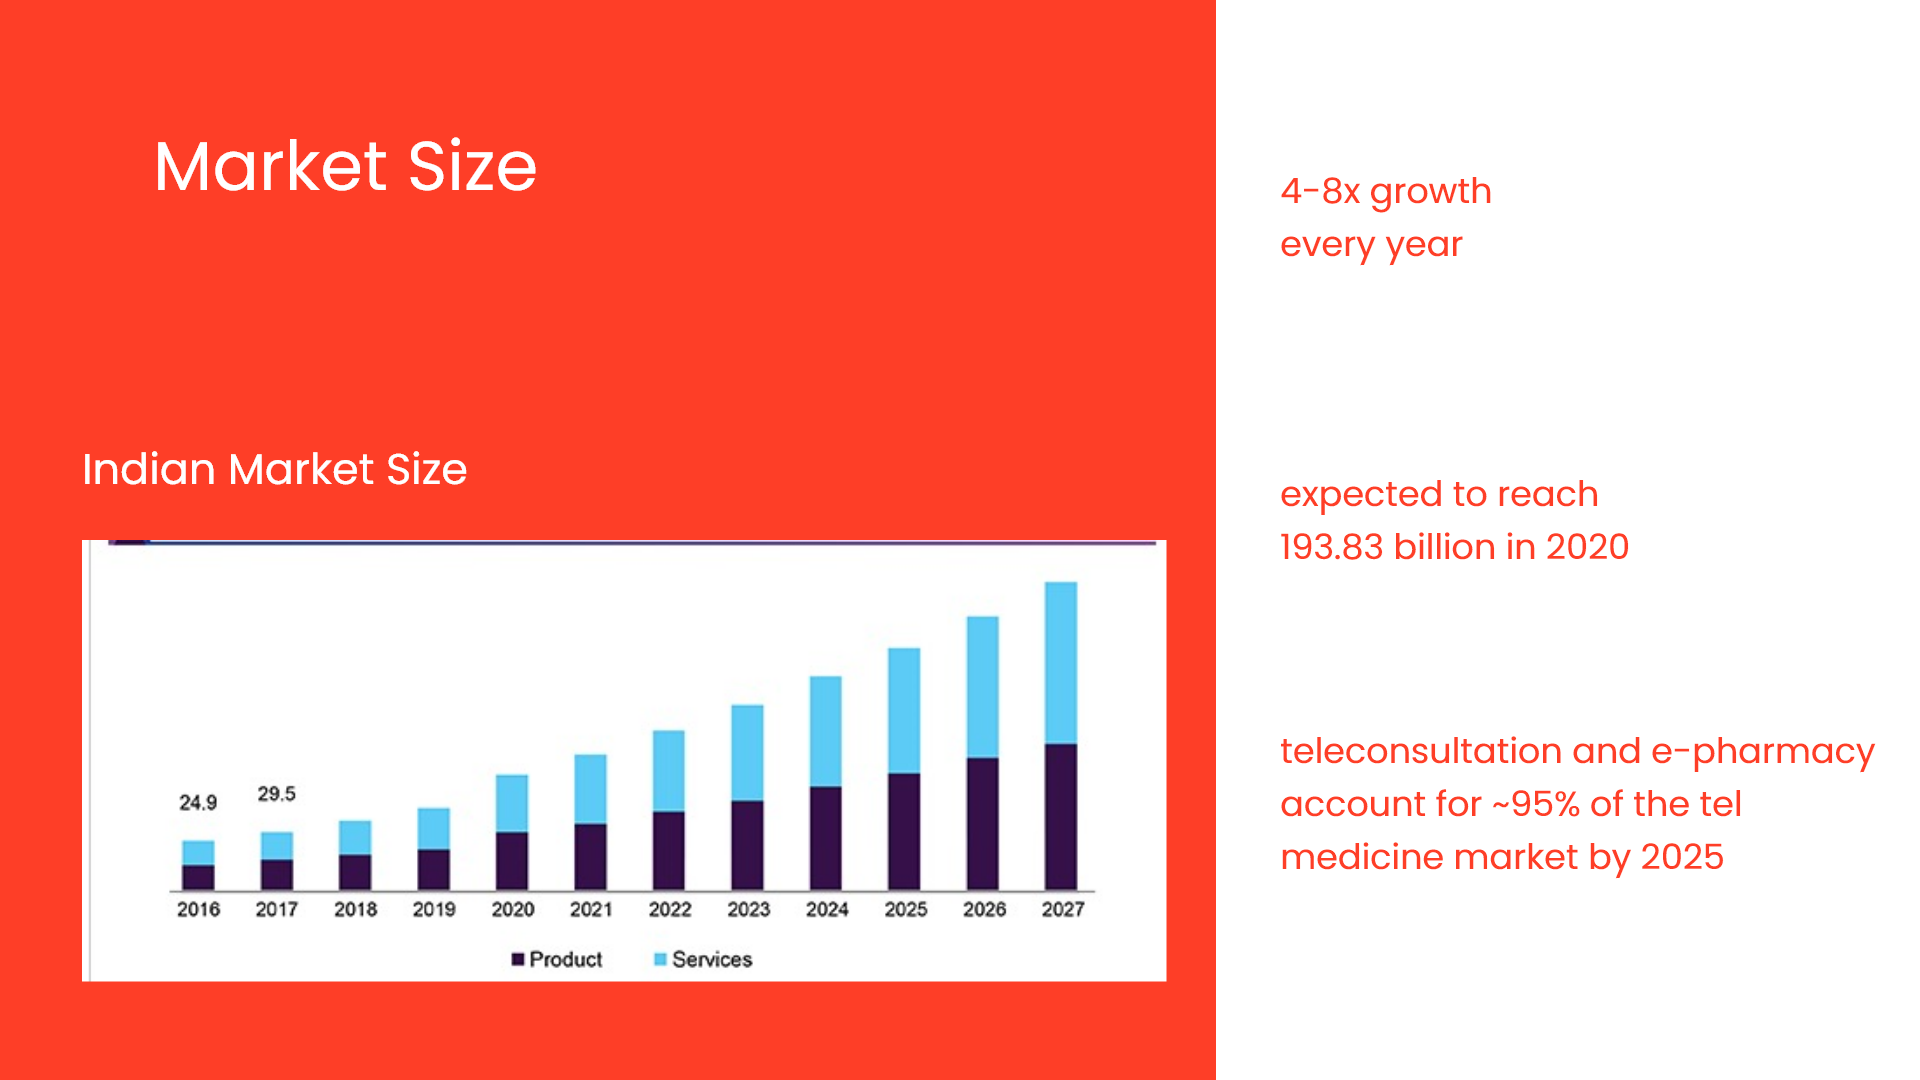 Market Size
Indian Market Size
24.9
29.5
2016 2017 2018 2019 2020 2021 2022 2023 2024 2025 2026 2027
Product Services
4-8x growth
every year
expected to reach
193.83 billion in 2020
teleconsultation and e-pharmacy
account for ~95% of the tel
medicine market by 2025